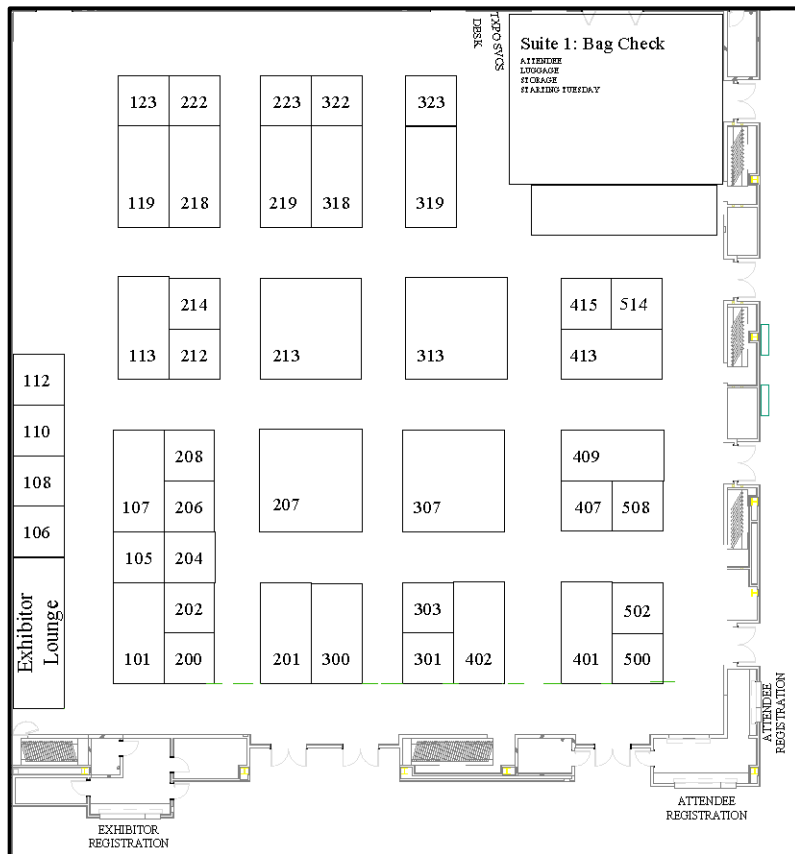 TXPO SVCS
DESK
Suite 1: Bag Check
ATTENDEE
LUGGAGE
STORAGE
STARTING TUESDAY
123 222 223 322 323
119 218 219 318 319
214 415 514
113 212 213 313 413
112
110
208 409
108
107 206 207 307 407 508
106
105 204
Exhibitor
Lounge
202 303 502
101 200 201 300 301 402 401 500
ATTENDEE
REGISTRATION
ATTENDEE
REGISTRATION
EXHIBITOR
REGISTRATION